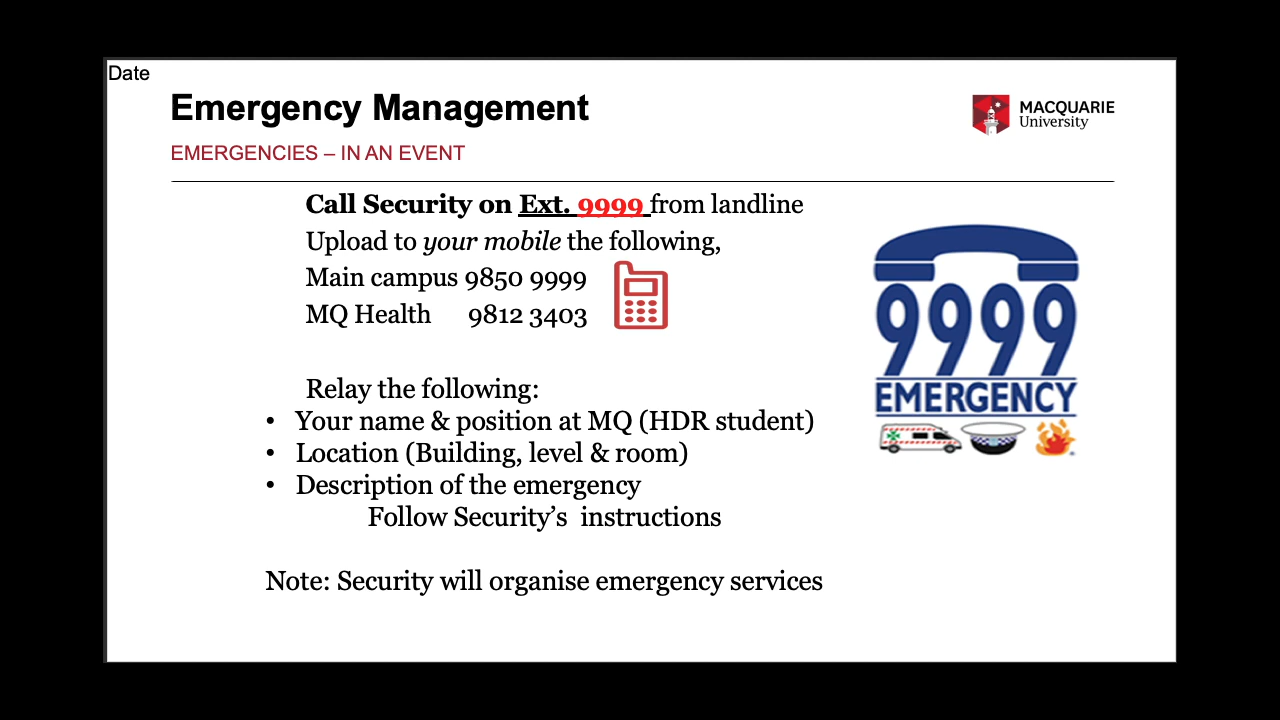 Date
Emergency Management
MACQUARIE
University
EMERGENCIES – IN AN EVENT
Call Security on Ext. 9999 from landline
Upload to your mobile the following,
Main campus 9850 9999
MQ Health 9812 3403
9999
EMERGENCY
Relay the following:
• Your name & position at MQ (HDR student)
• Location (Building, level & room)
• Description of the emergency
Follow Security’s instructions
Note: Security will organise emergency services